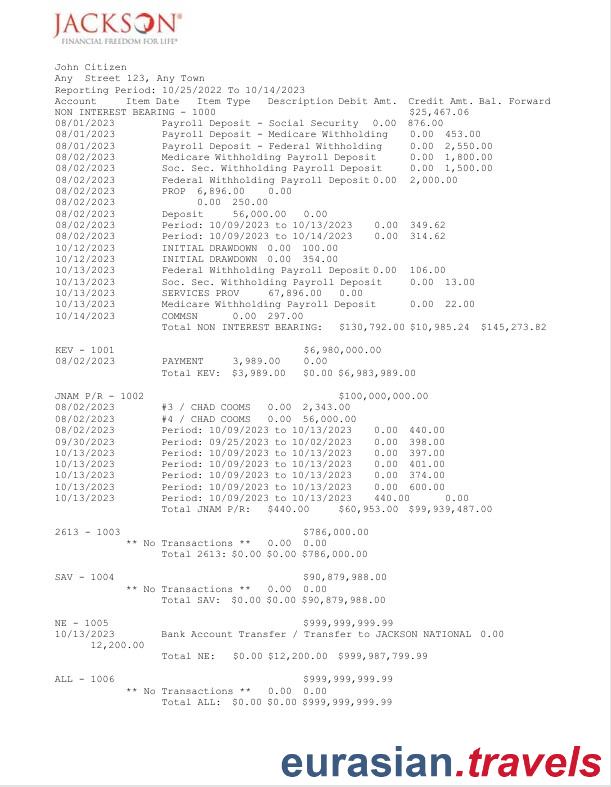 JACKSON®
FINANCIAL FREEDOM FOR LIFE®
John Citizen
Any Street 123, Any Town
Reporting Period: 10/25/2022 To 10/14/2023
Account Item Date Item Type Description Debit Amt. Credit Amt. Bal. Forward
NON INTEREST BEARING - 1000 $25,467.06
08/01/2023 Payroll Deposit - Social Security 0.00 876.00
08/01/2023 Payroll Deposit - Medicare Withholding 0.00 453.00
08/01/2023 Payroll Deposit - Federal Withholding 0.00 2,550.00
08/02/2023 Medicare Withholding Payroll Deposit 0.00 1,800.00
08/02/2023 Soc. Sec. Withholding Payroll Deposit 0.00 1,500.00
08/02/2023 Federal Withholding Payroll Deposit 0.00 2,000.00
08/02/2023 PROP 6,896.00 0.00
08/02/2023 0.00 250.00
08/02/2023 Deposit 56,000.00 0.00
08/02/2023 Period: 10/09/2023 to 10/13/2023 0.00 349.62
08/02/2023 Period: 10/09/2023 to 10/14/2023 0.00 314.62
10/12/2023 INITIAL DRAWDOWN 0.00 100.00
10/12/2023 INITIAL DRAWDOWN 0.00 354.00
10/13/2023 Federal Withholding Payroll Deposit 0.00 106.00
10/13/2023 Soc. Sec. Withholding Payroll Deposit 0.00 13.00
10/13/2023 SERVICES PROV 67,896.00 0.00
10/13/2023 Medicare Withholding Payroll Deposit 0.00 22.00
10/14/2023 COMMSN 0.00 297.00
Total NON INTEREST BEARING: $130,792.00 $10,985.24 $145,273.82
KEV - 1001 $6,980,000.00
08/02/2023 PAYMENT 3,989.00 0.00
Total KEV: $3,989.00 $0.00 $6,983,989.00
JNAM P/R - 1002 $100,000,000.00
08/02/2023 #3 / CHAD COOMS 0.00 2,343.00
08/02/2023 #4 / CHAD COOMS 0.00 56,000.00
08/02/2023 Period: 10/09/2023 to 10/13/2023 0.00 440.00
09/30/2023 Period: 09/25/2023 to 10/02/2023 0.00 398.00
10/13/2023 Period: 10/09/2023 to 10/13/2023 0.00 397.00
10/13/2023 Period: 10/09/2023 to 10/13/2023 0.00 401.00
10/13/2023 Period: 10/09/2023 to 10/13/2023 0.00 374.00
10/13/2023 Period: 10/09/2023 to 10/13/2023 0.00 600.00
10/13/2023 Period: 10/09/2023 to 10/13/2023 440.00 0.00
Total JNAM P/R: $440.00 $60,953.00 $99,939,487.00
2613 - 1003 $786,000.00
** No Transactions ** 0.00 0.00
Total 2613: $0.00 $0.00 $786,000.00
SAV - 1004 $90,879,988.00
** No Transactions ** 0.00 0.00
Total SAV: $0.00 $0.00 $90,879,988.00
NE - 1005 $999,999,999.99
10/13/2023 Bank Account Transfer / Transfer to JACKSON NATIONAL 0.00
12,200.00
Total NE: $0.00 $12,200.00 $999,987,799.99
ALL - 1006 $999,999,999.99
** No Transactions ** 0.00 0.00
Total ALL: $0.00 $0.00 $999,999,999.99
eurasian.travels